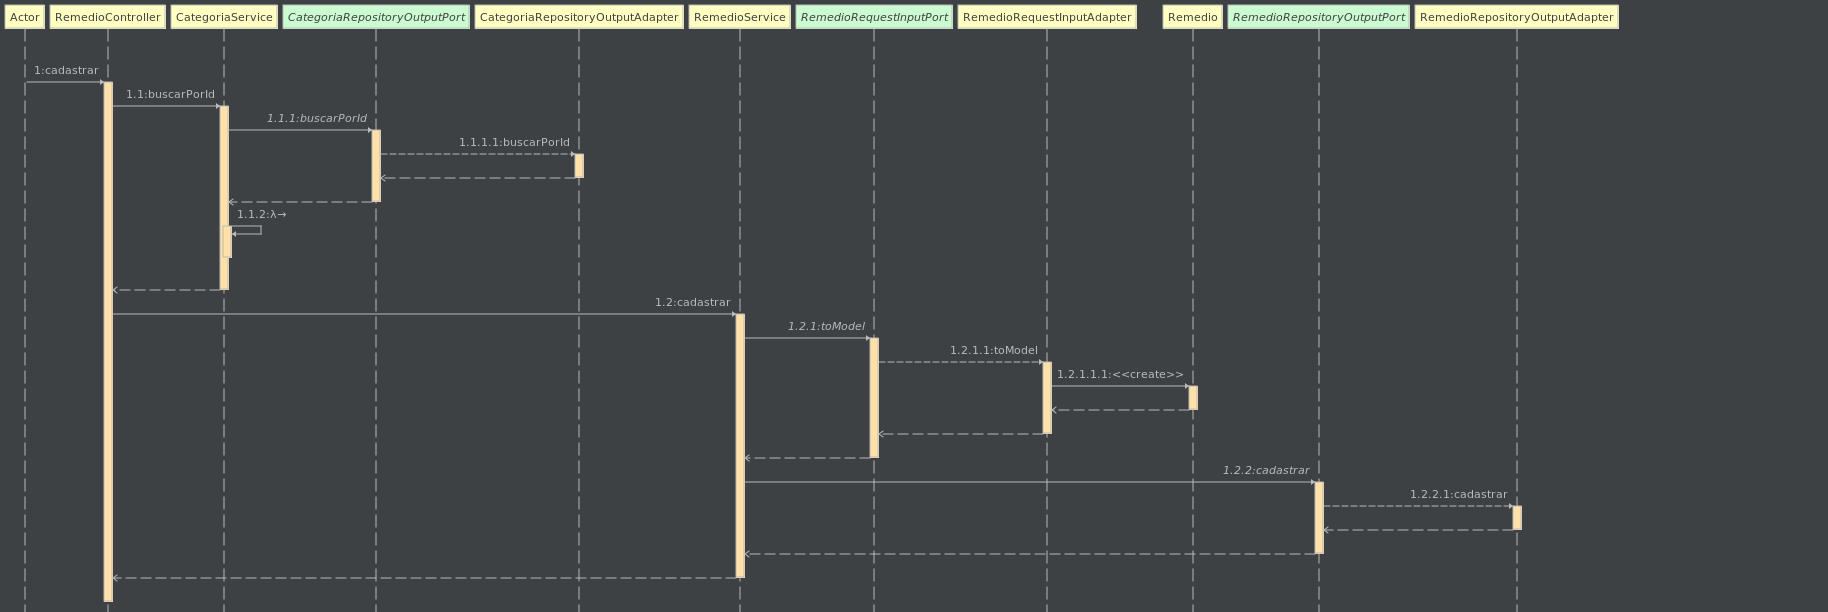 Actor
RemedioController
CategoriaService
CategoriaRepositoryOutputPort
CategoriaRepositoryOutputAdapter
RemedioService
RemedioRequestInputPort
RemedioRequestInputAdapter
Remedio
RemedioRepositoryOutputPort
RemedioRepositoryOutputAdapter
1:cadastrar
1.1:buscarPorId
1.1.1:buscarPorId
1.1.1.1:buscarPorId
1.1.2:λ→
1.2:cadastrar
1.2.1:toModel
1.2.1.1:toModel
1.2.1.1.1:<<create>>
1.2.2:cadastrar
1.2.2.1:cadastrar